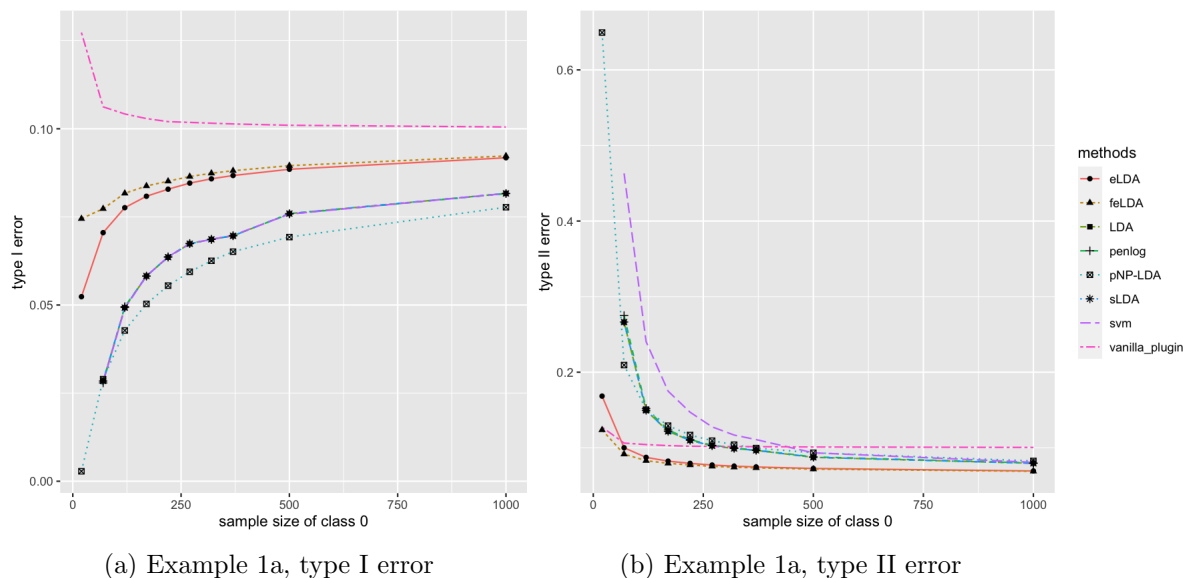 0.10
0.05
0.00
type I error
0 250 500 750 1000
sample size of class 0
0.6
0.4
0.2
type II error
0 250 500 750 1000
sample size of class 0
methods
eLDA
feLDA
LDA
penlog
pNP-LDA
sLDA
svm
vanilla_plugin
(a) Example 1a, type I error
(b) Example 1a, type II error